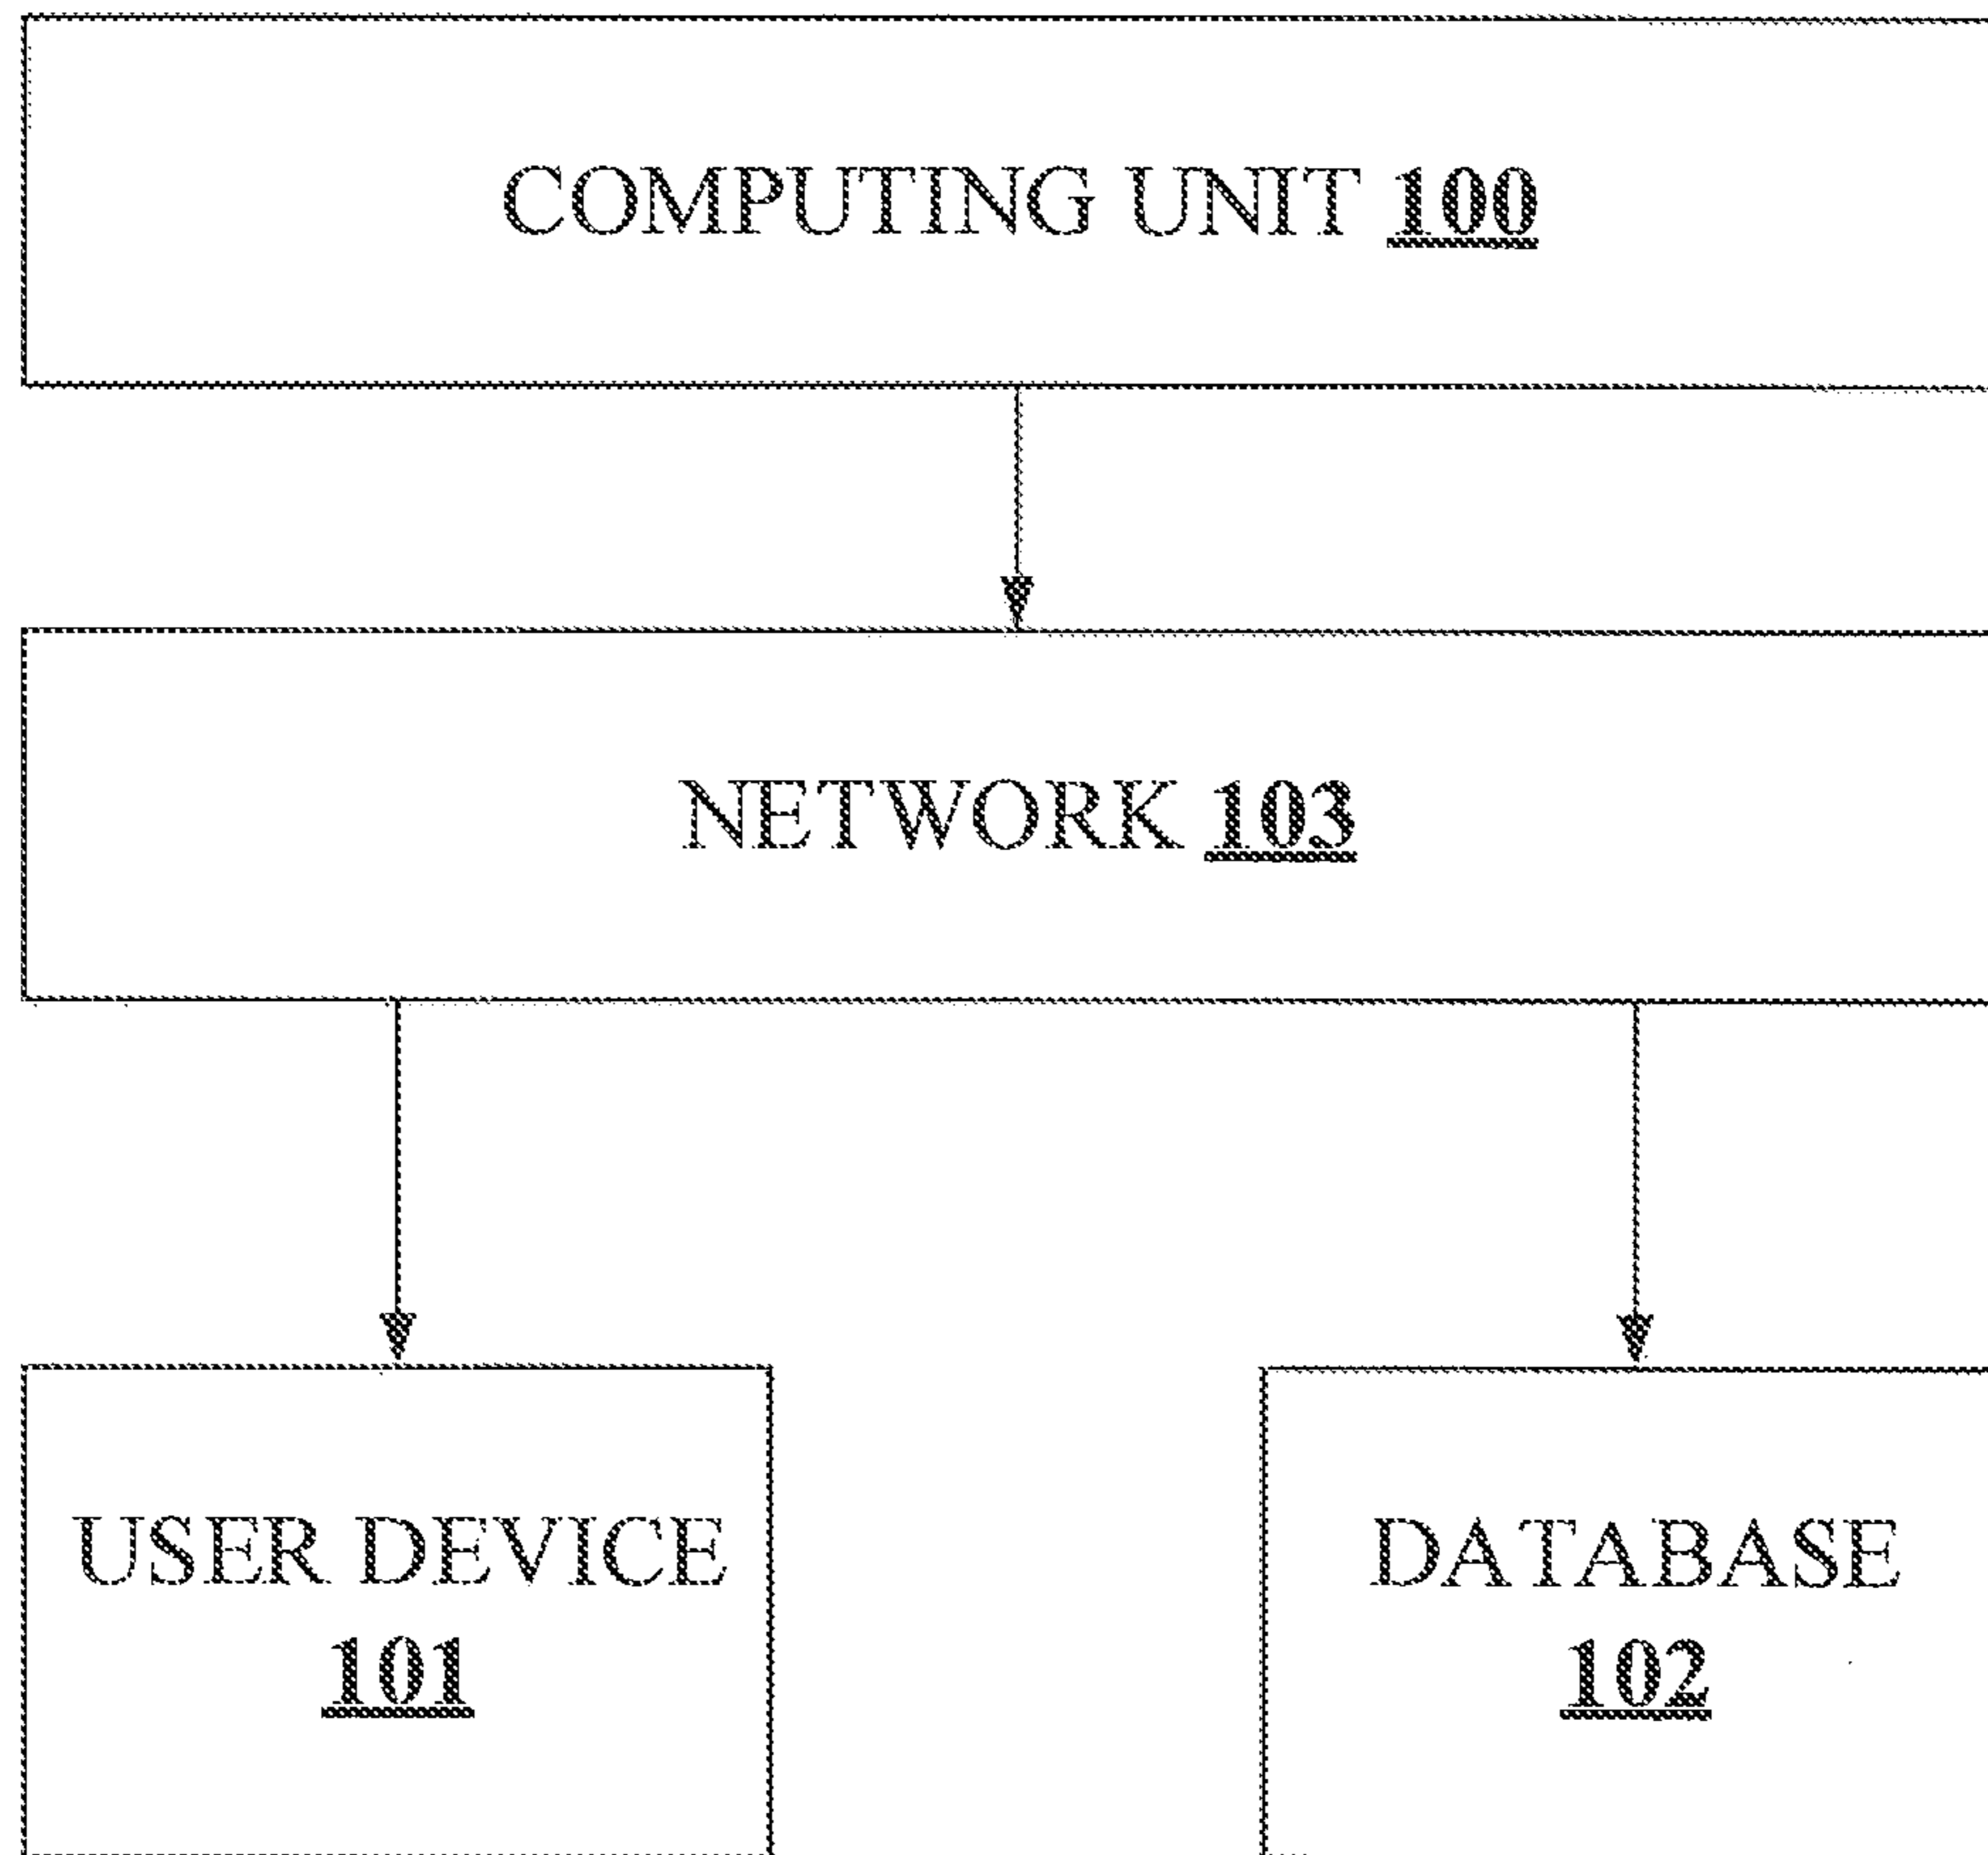 COMPUTING UNIT 100
NETWORK 103
USER DEVICE
101
DATABASE
102